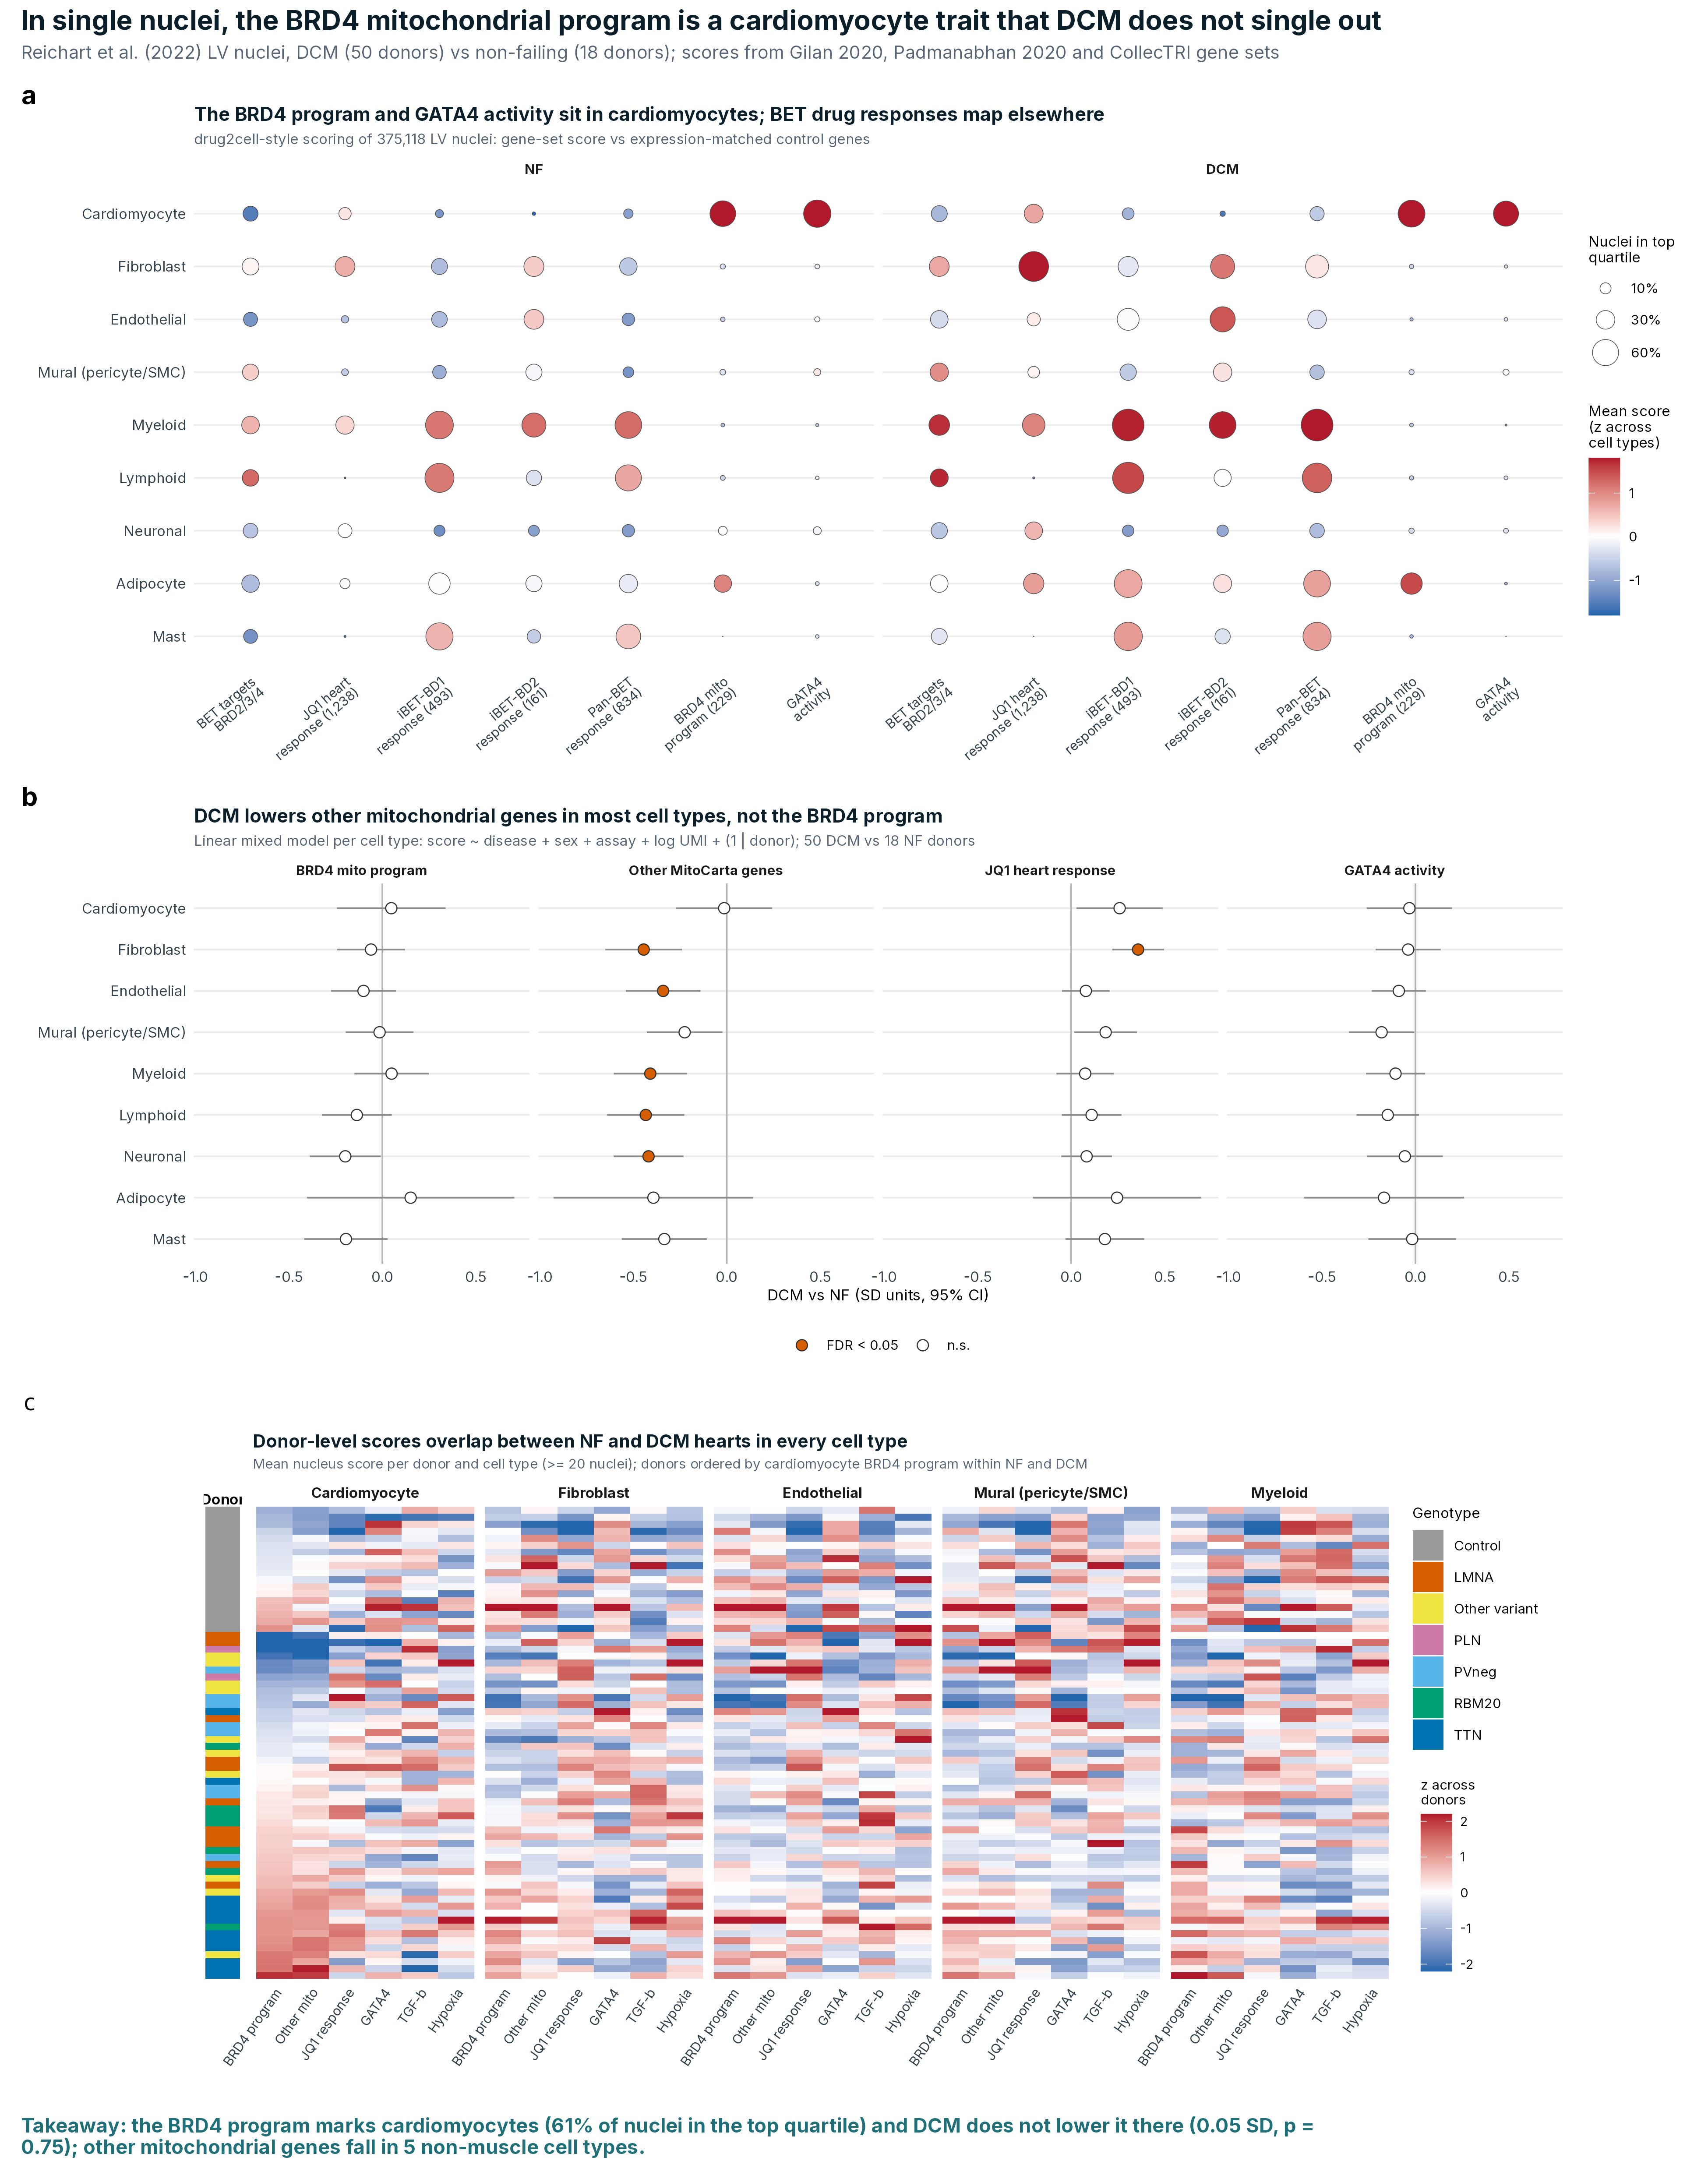 In single nuclei, the BRD4 mitochondrial program is a cardiomyocyte trait that DCM does not single out
Reichart et al. (2022) LV nuclei, DCM (50 donors) vs non-failing (18 donors); scores from Gilan 2020, Padmanabhan 2020 and CollecTRI gene sets
a
The BRD4 program and GATA4 activity sit in cardiomyocytes; BET drug responses map elsewhere
drug2cell-style scoring of 375,118 LV nuclei: gene-set score vs expression-matched control genes
NF
DCM
Cardiomyocyte
Fibroblast
Endothelial
Mural (pericyte/SMC)
Myeloid
Lymphoid
Neuronal
Adipocyte
Mast
BET targets
BRD2/3/4
JQ1 heart
response (1,238)
iBET-BD1
response (493)
iBET-BD2
response (161)
Pan-BET
response (834)
BRD4 mito
program (229)
GATA4
activity
BET targets
BRD2/3/4
JQ1 heart
response (1,238)
iBET-BD1
response (493)
iBET-BD2
response (161)
Pan-BET
response (834)
BRD4 mito
program (229)
GATA4
activity
Nuclei in top
quartile
10%
30%
60%
Mean score
(z across
cell types)
1
0
-1
b
DCM lowers other mitochondrial genes in most cell types, not the BRD4 program
Linear mixed model per cell type: score ~ disease + sex + assay + log UMI + (1 | donor); 50 DCM vs 18 NF donors
BRD4 mito program
Other MitoCarta genes
JQ1 heart response
GATA4 activity
Cardiomyocyte
Fibroblast
Endothelial
Mural (pericyte/SMC)
Myeloid
Lymphoid
Neuronal
Adipocyte
Mast
-1.0 -0.5 0.0 0.5 -1.0 -0.5 0.0 0.5 -1.0 -0.5 0.0 0.5 -1.0 -0.5 0.0 0.5
DCM vs NF (SD units, 95% CI)
FDR < 0.05
n.s.
c
Donor-level scores overlap between NF and DCM hearts in every cell type
Mean nucleus score per donor and cell type (>= 20 nuclei); donors ordered by cardiomyocyte BRD4 program within NF and DCM
Donor
Cardiomyocyte
Fibroblast
Endothelial
Mural (pericyte/SMC)
Myeloid
BRD4 program
Other mito
JQ1 response
GATA4
TGF-b
Hypoxia
BRD4 program
Other mito
JQ1 response
GATA4
TGF-b
Hypoxia
BRD4 program
Other mito
JQ1 response
GATA4
TGF-b
Hypoxia
BRD4 program
Other mito
JQ1 response
GATA4
TGF-b
Hypoxia
BRD4 program
Other mito
JQ1 response
GATA4
TGF-b
Hypoxia
Genotype
Control
LMNA
Other variant
PLN
PVneg
RBM20
TTN
z across
donors
2
1
0
-1
-2
Takeaway: the BRD4 program marks cardiomyocytes (61% of nuclei in the top quartile) and DCM does not lower it there (0.05 SD, p =
0.75); other mitochondrial genes fall in 5 non-muscle cell types.